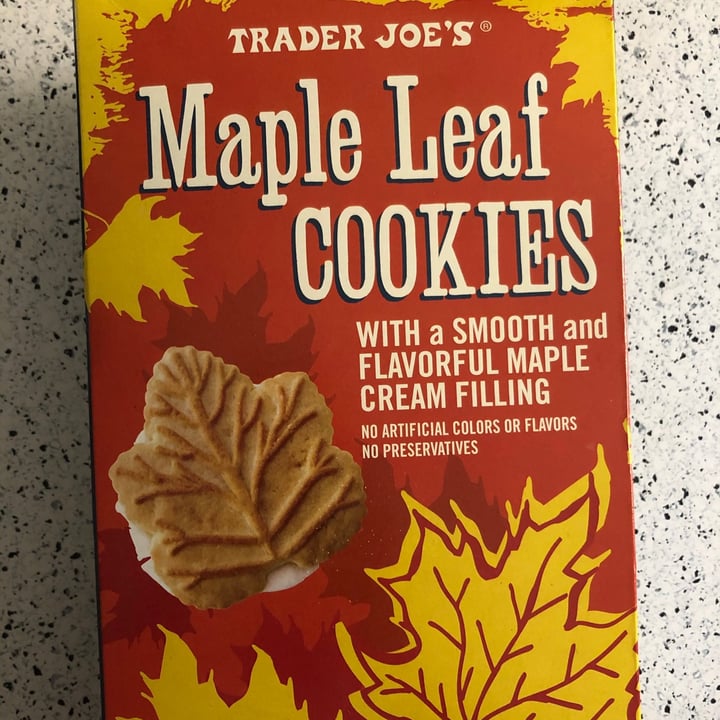 TRADER JOE'S®
Maple Leaf
COOKIES
WITH a SMOOTH and
FLAVORFUL MAPLE
CREAM FILLING
NO ARTIFICIAL COLORS OR FLAVORS
NO PRESERVATIVES